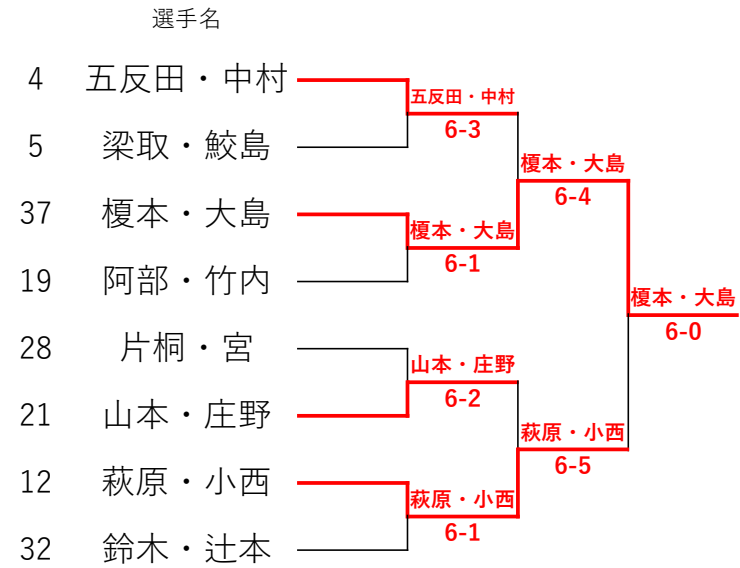 選手名
4 五反田・中村
5 梁取・鮫島
37 榎本・大島
19 阿部・竹内
28 片桐・宮
21 山本・庄野
12 萩原・小西
32 鈴木・辻本
五反田・中村
6-3
榎本・大島
6-1
山本・庄野
6-2
萩原・小西
6-1
榎本・大島
6-4
萩原・小西
6-5
榎本・大島
6-0